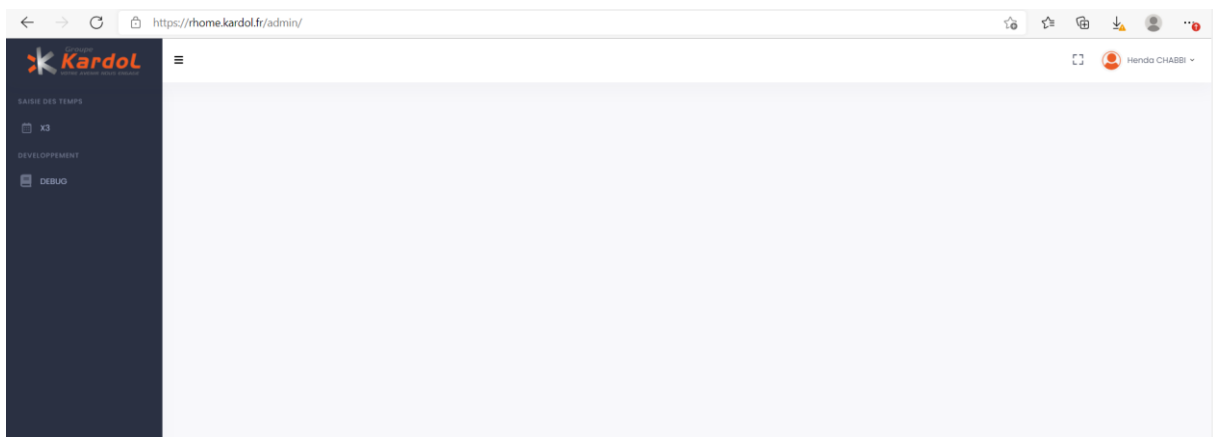 https://rhome.kardol.fr/admin/
Groupe
KardoL
Henda CHABBI
SAISIE DES TEMPS
X3
DEVELOPPEMENT
DEBUG